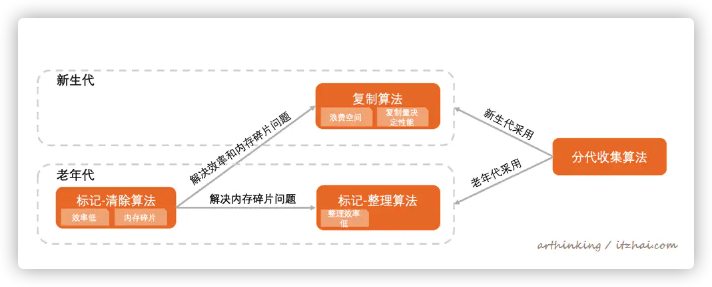 新生代
复制算法
浪费空间
复制量决
定性能
解决效率和内存碎片问题
新生代采用
分代收集算法
老年代采用
老年代
标记-清除算法
效率低
内存碎片
解决内存碎片问题
标记-整理算法
整理效率
低
arthinking / itzhai.com